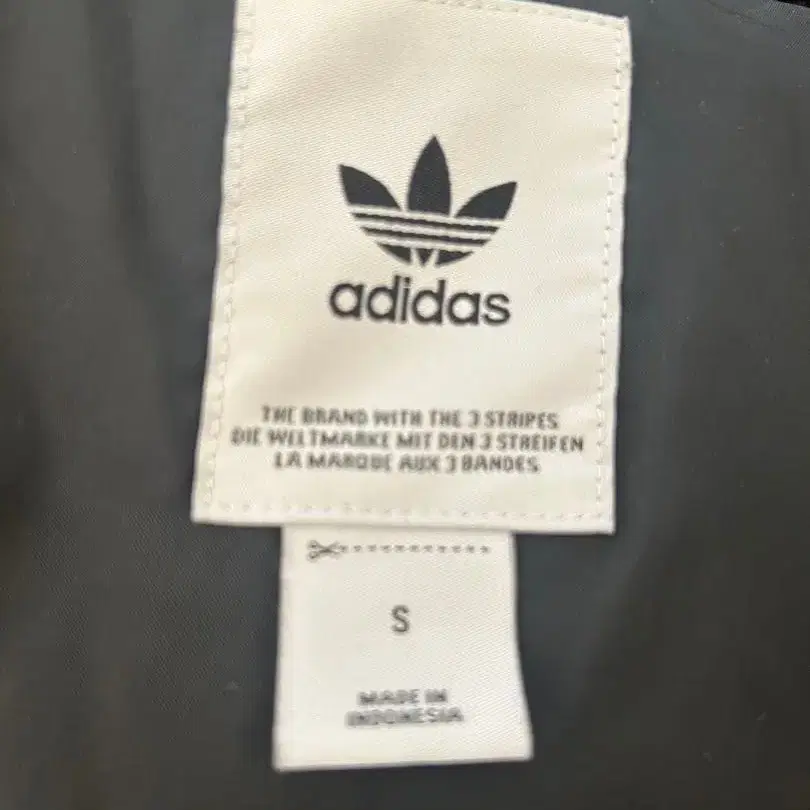 adidas
THE BRAND WITH THE 3 STRIPES
DIE WELTMARKE MIT DEN 3 STREIFEN
LA MARQUE AUX 3 BANDES
S
MADE IN
INDONESIA